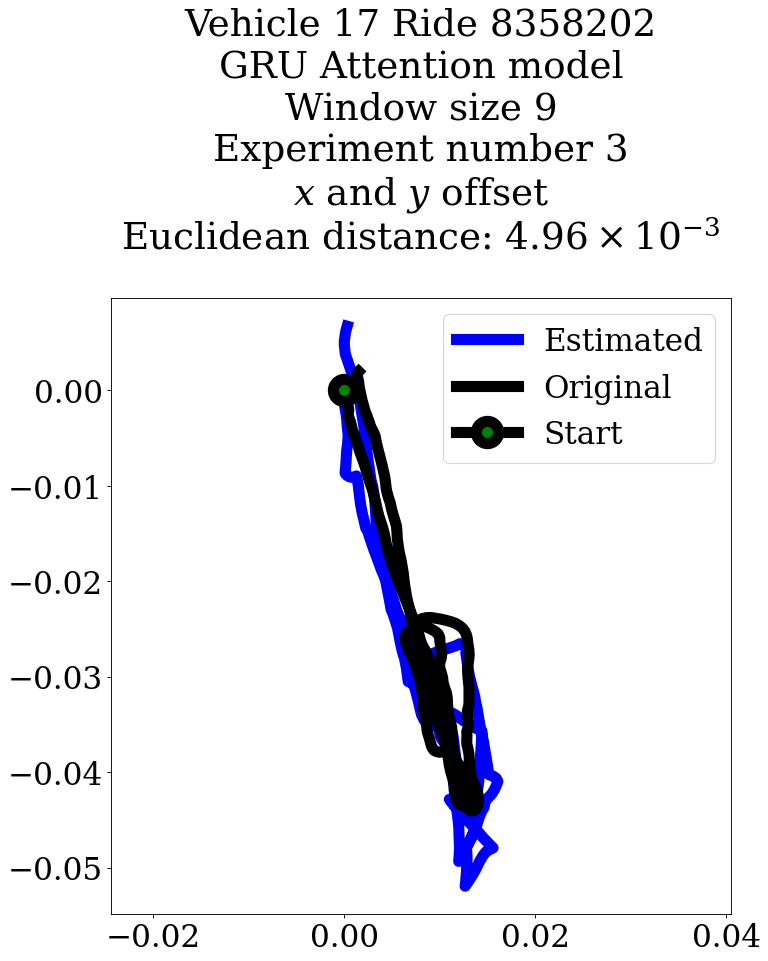 Vehicle 17 Ride 8358202
GRU Attention model
Window size 9
Experiment number 3
x and y offset
Euclidean distance: 4.96 × 10⁻³
Estimated
Original
Start
0.00
−0.01
−0.02
−0.03
−0.04
−0.05
−0.02 0.00 0.02 0.04